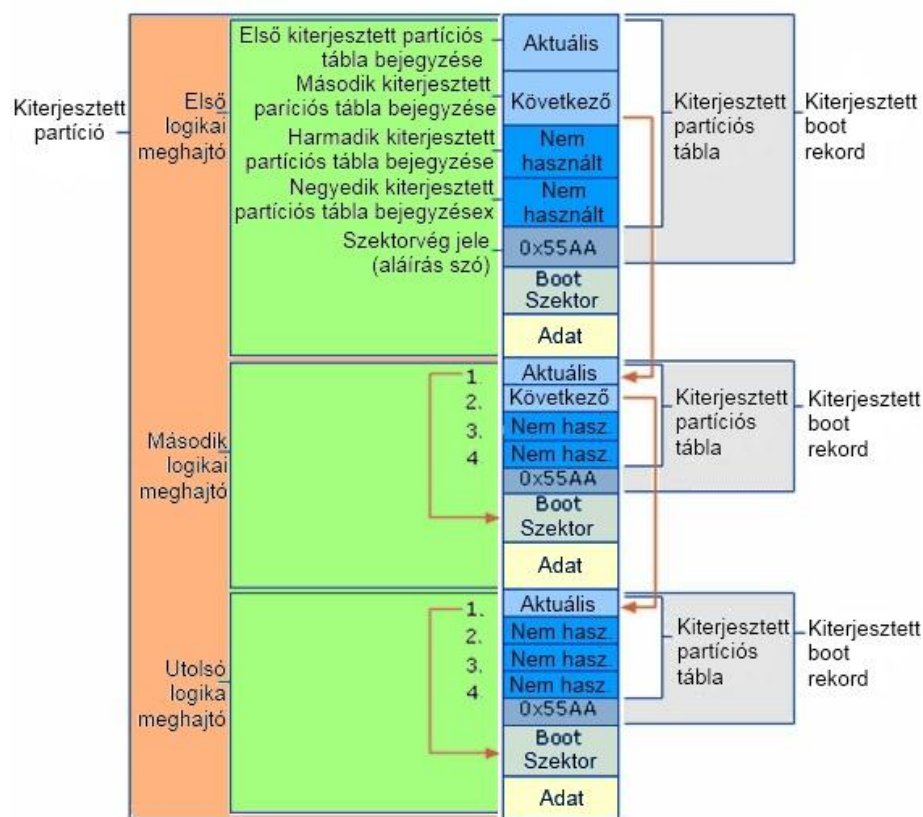 Kiterjesztett
partíció
Első
logikai
meghajtó
Első kiterjesztett partíciós
tábla bejegyzése
Második kiterjesztett
paríciós tábla bejegyzése
Harmadik kiterjesztett
partíciós tábla bejegyzése
Negyedik kiterjesztett
partíciós tábla bejegyzésex
Szektorvég jele
(aláírás szó)
Aktuális
Következő
Nem
használt
Nem
használt
0x55AA
Boot
Szektor
Adat
Kiterjesztett
partíciós
tábla
Kiterjesztett
boot
rekord
Második
logikai
meghajtó
1.
2.
3.
4
Aktuális
Következő
Nem hasz.
Nem hasz.
0x55AA
Boot
Szektor
Adat
Kiterjesztett
partíciós
tábla
Kiterjesztett
boot
rekord
Utolsó
logika
meghajtó
1.
2.
3.
4
Aktuális
Nem hasz.
Nem hasz.
Nem hasz.
0x55AA
Boot
Szektor
Adat
Kiterjesztett
partíciós
tábla
Kiterjesztett
boot
rekord